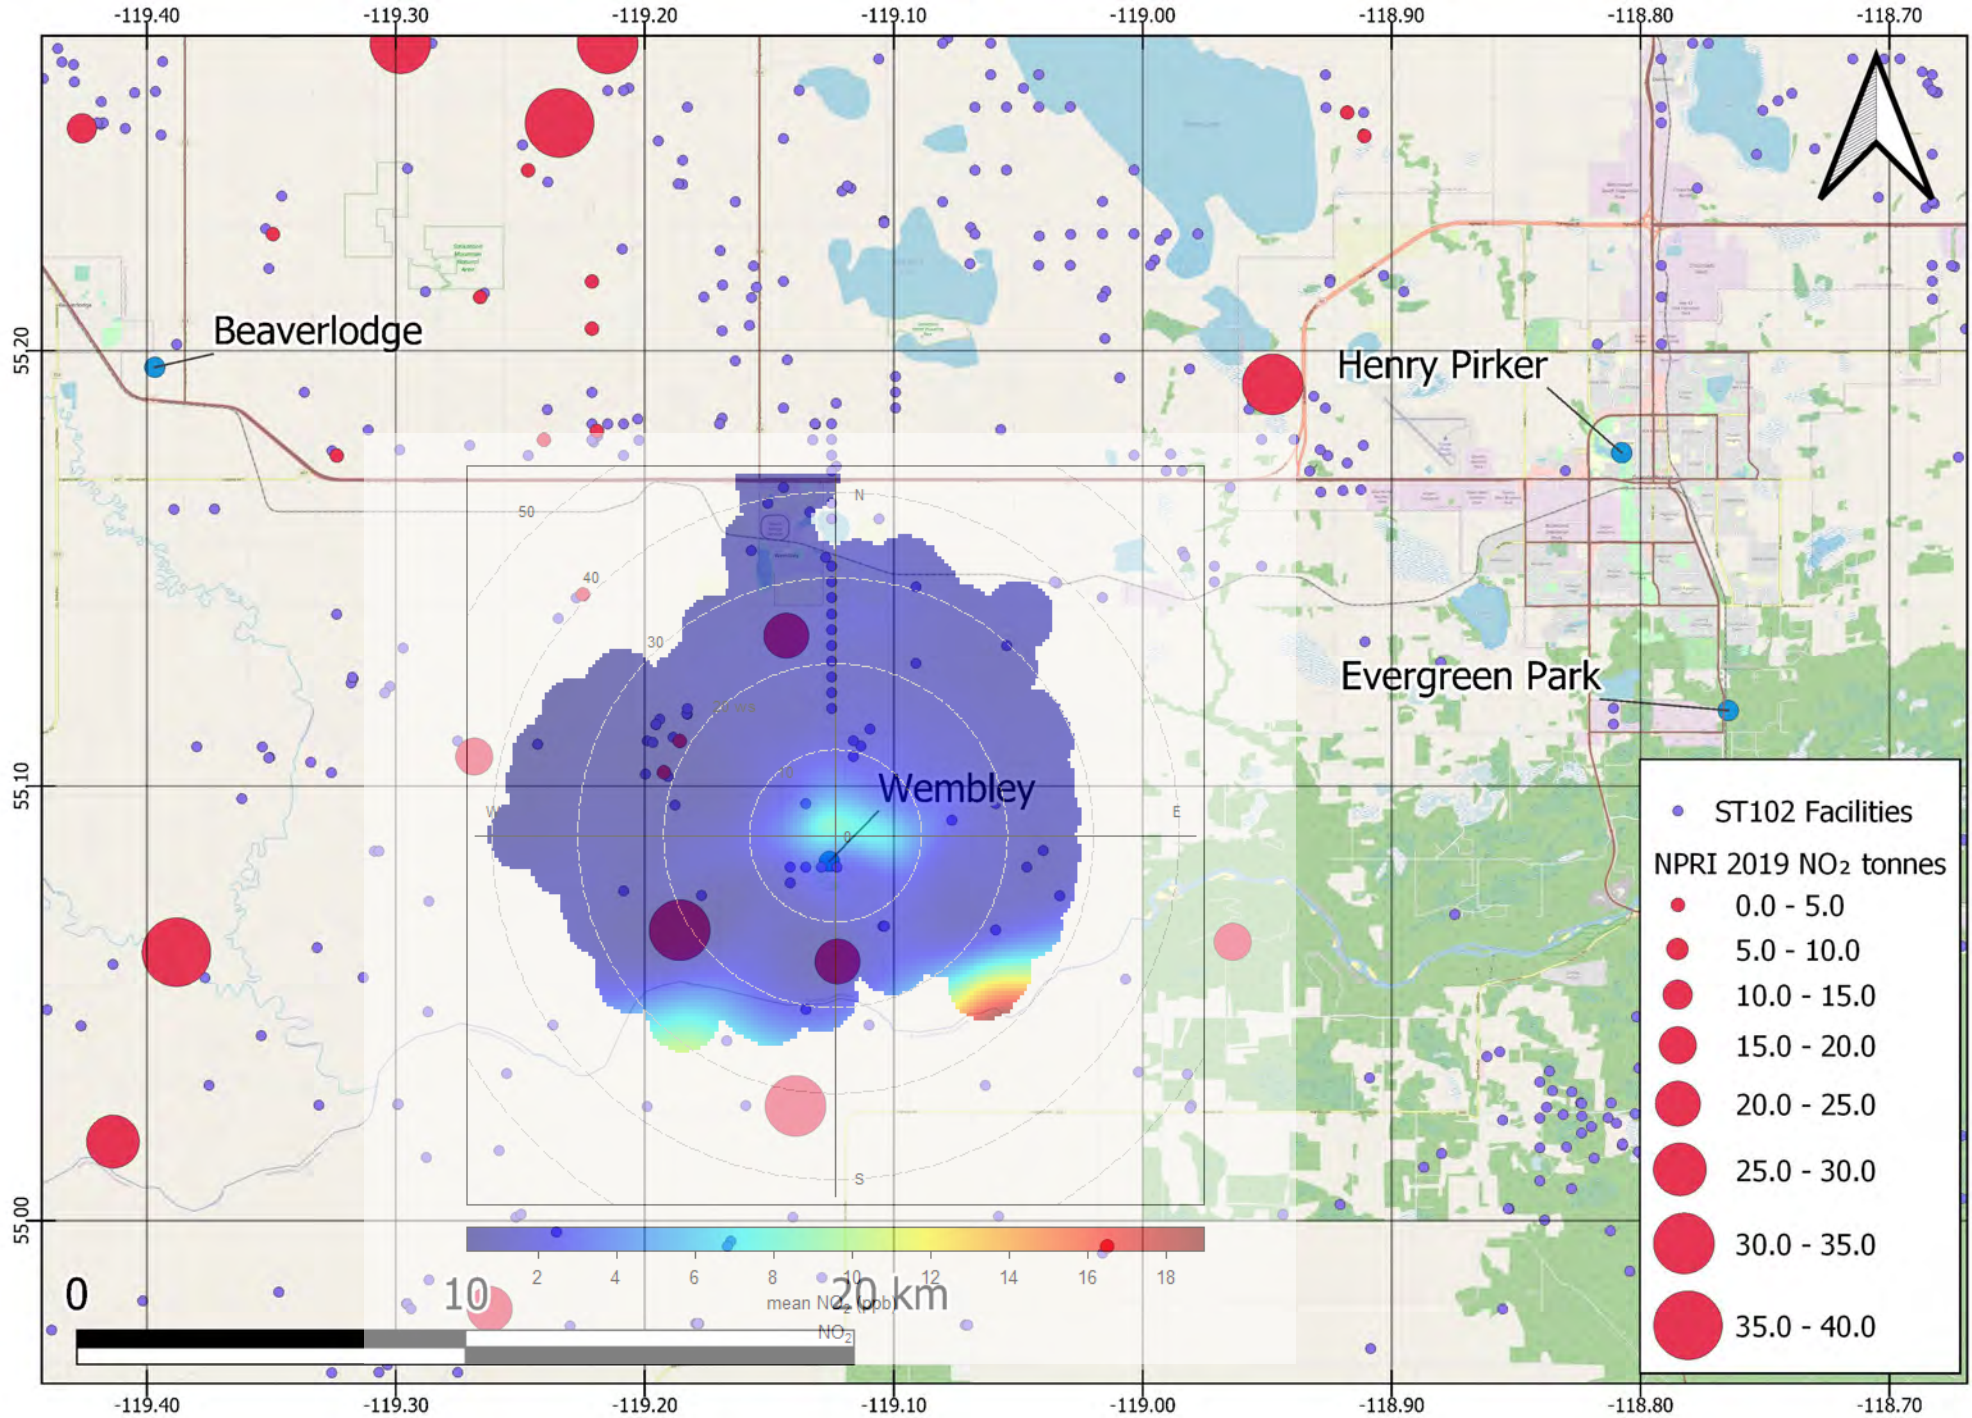 -119.40 -119.30 -119.20 -119.10 -119.00 -118.90 -118.80 -118.70
55.20
55.10
55.00
Beaverlodge
Henry Pirker
Evergreen Park
Wembley
N
50
40
30
10
0
W
E
S
ST102 Facilities
NPRI 2019 NO₂ tonnes
0.0 - 5.0
5.0 - 10.0
10.0 - 15.0
15.0 - 20.0
20.0 - 25.0
25.0 - 30.0
30.0 - 35.0
35.0 - 40.0
2 4 6 8 10 12 14 16 18
mean NO₂ (ppb)
NO₂
0 10 20 km
-119.40 -119.30 -119.20 -119.10 -119.00 -118.90 -118.80 -118.70